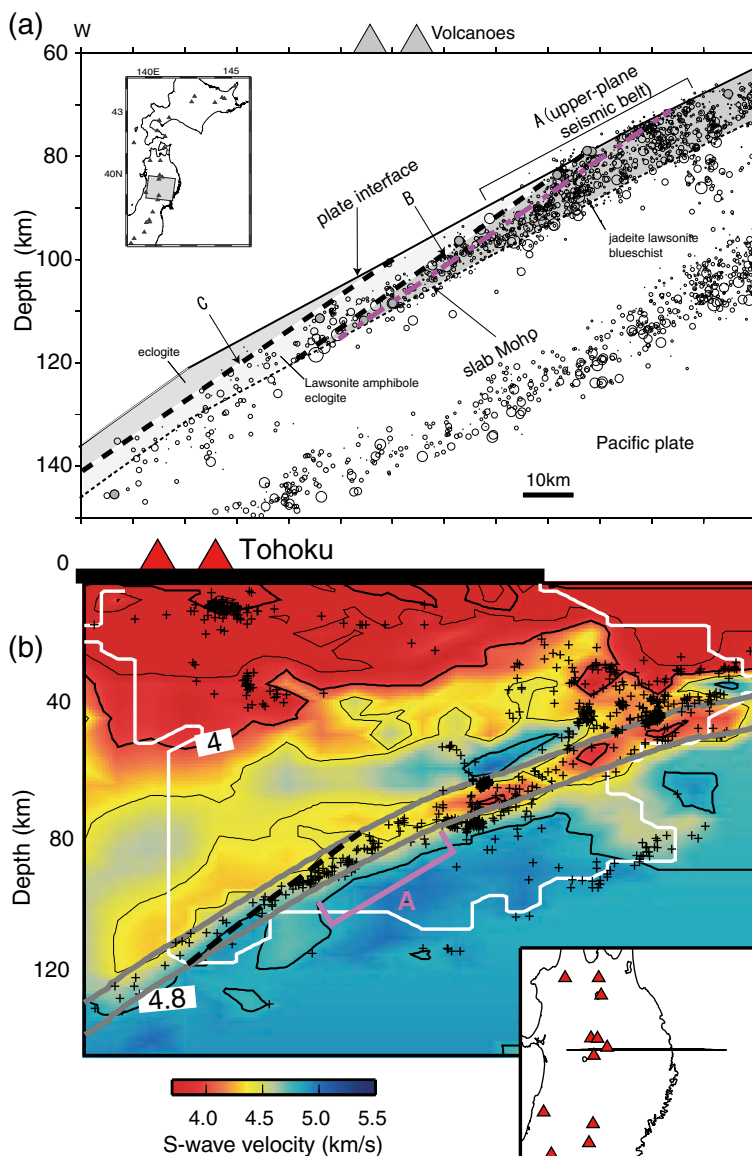 (a)
W
Volcanoes
60
80
100
120
140
Depth (km)
140E 145
43
40N
A (upper-plane
seismic belt)
plate interface
B
jadeite lawsonite
blueschist
C
slab Moho
eclogite
Lawsonite amphibole
eclogite
Pacific plate
10km
(b)
Tohoku
0
40
80
120
Depth (km)
4
A
4.8
4.0 4.5 5.0 5.5
S-wave velocity (km/s)